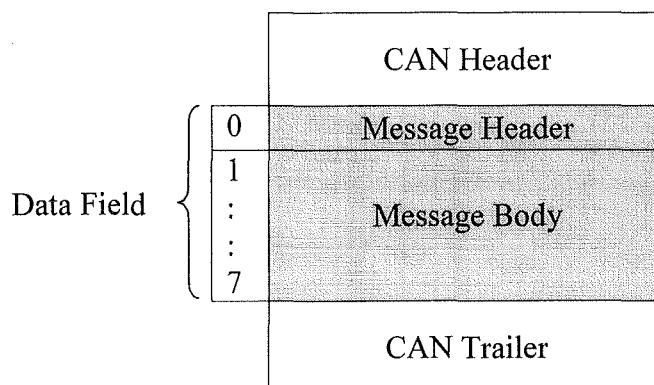 CAN Header
0
Message Header
1
:
Data Field
Message Body
:
7
CAN Trailer